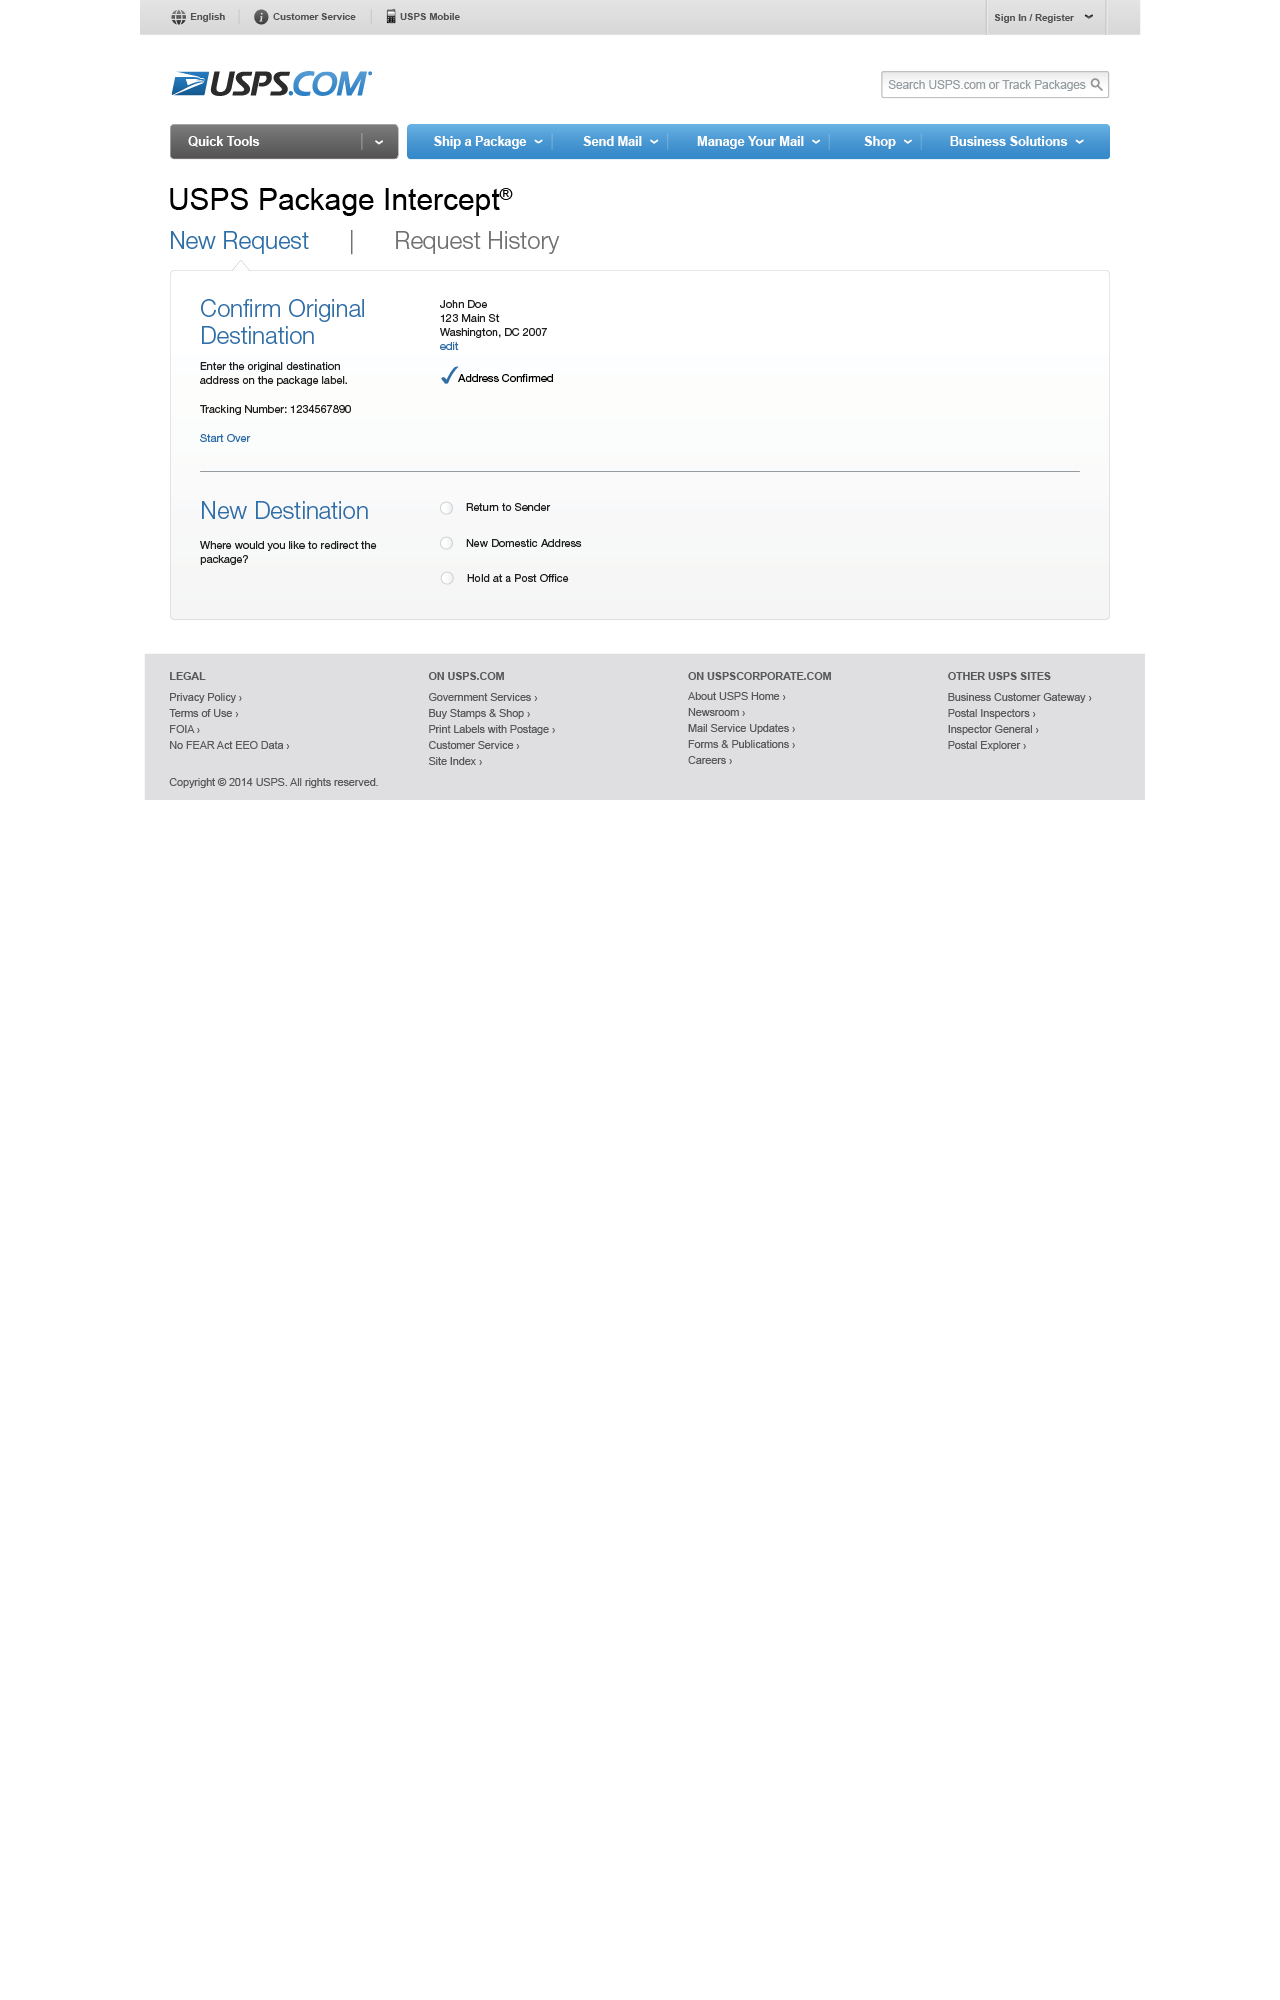 English
Customer Service
USPS Mobile
Sign In / Register
USPS.COM
Search USPS.com or Track Packages
Quick Tools
Ship a Package
Send Mail
Manage Your Mail
Shop
Business Solutions
USPS Package Intercept®
New Request | Request History
Confirm Original
Destination
Enter the original destination
address on the package label.
Tracking Number: 1234567890
Start Over
John Doe
123 Main St
Washington, DC 2007
edit
Address Confirmed
New Destination
Where would you like to redirect the
package?
Return to Sender
New Domestic Address
Hold at a Post Office
LEGAL
Privacy Policy ›
Terms of Use ›
FOIA ›
No FEAR Act EEO Data ›
ON USPS.COM
Government Services ›
Buy Stamps & Shop ›
Print Labels with Postage ›
Customer Service ›
Site Index ›
ON USPSCORPORATE.COM
About USPS Home ›
Newsroom ›
Mail Service Updates ›
Forms & Publications ›
Careers ›
OTHER USPS SITES
Business Customer Gateway ›
Postal Inspectors ›
Inspector General ›
Postal Explorer ›
Copyright © 2014 USPS. All rights reserved.